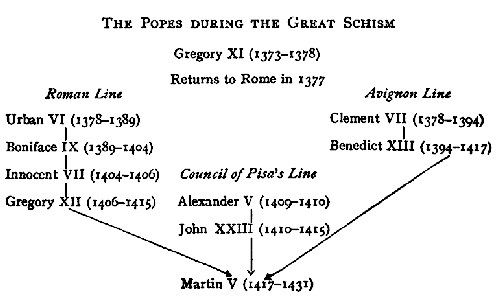 THE POPES DURING THE GREAT SCHISM
Gregory XI (1373–1378)
Returns to Rome in 1377
Roman Line
Urban VI (1378–1389)
Boniface IX (1389–1404)
Innocent VII (1404–1406)
Gregory XII (1406–1415)
Council of Pisa's Line
Alexander V (1409–1410)
John XXIII (1410–1415)
Avignon Line
Clement VII (1378–1394)
Benedict XIII (1394–1417)
Martin V (1417–1431)